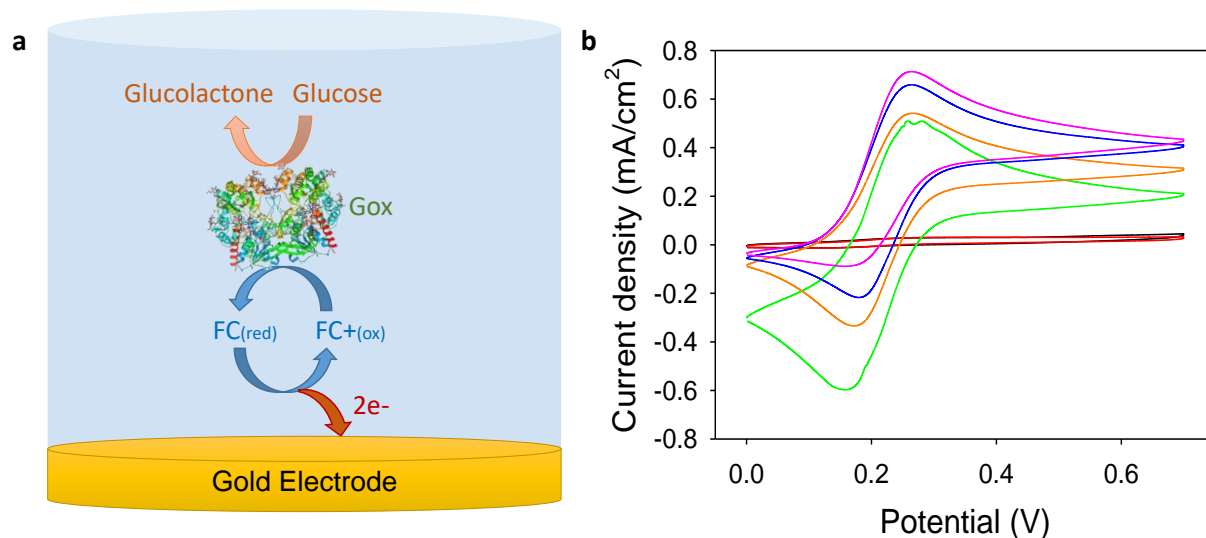 a
Glucolactone Glucose
Gox
FC(red) FC+(ox)
2e-
Gold Electrode
b
Current density (mA/cm²)
0.8
0.6
0.4
0.2
0.0
-0.2
-0.4
-0.6
-0.8
0.0 0.2 0.4 0.6
Potential (V)